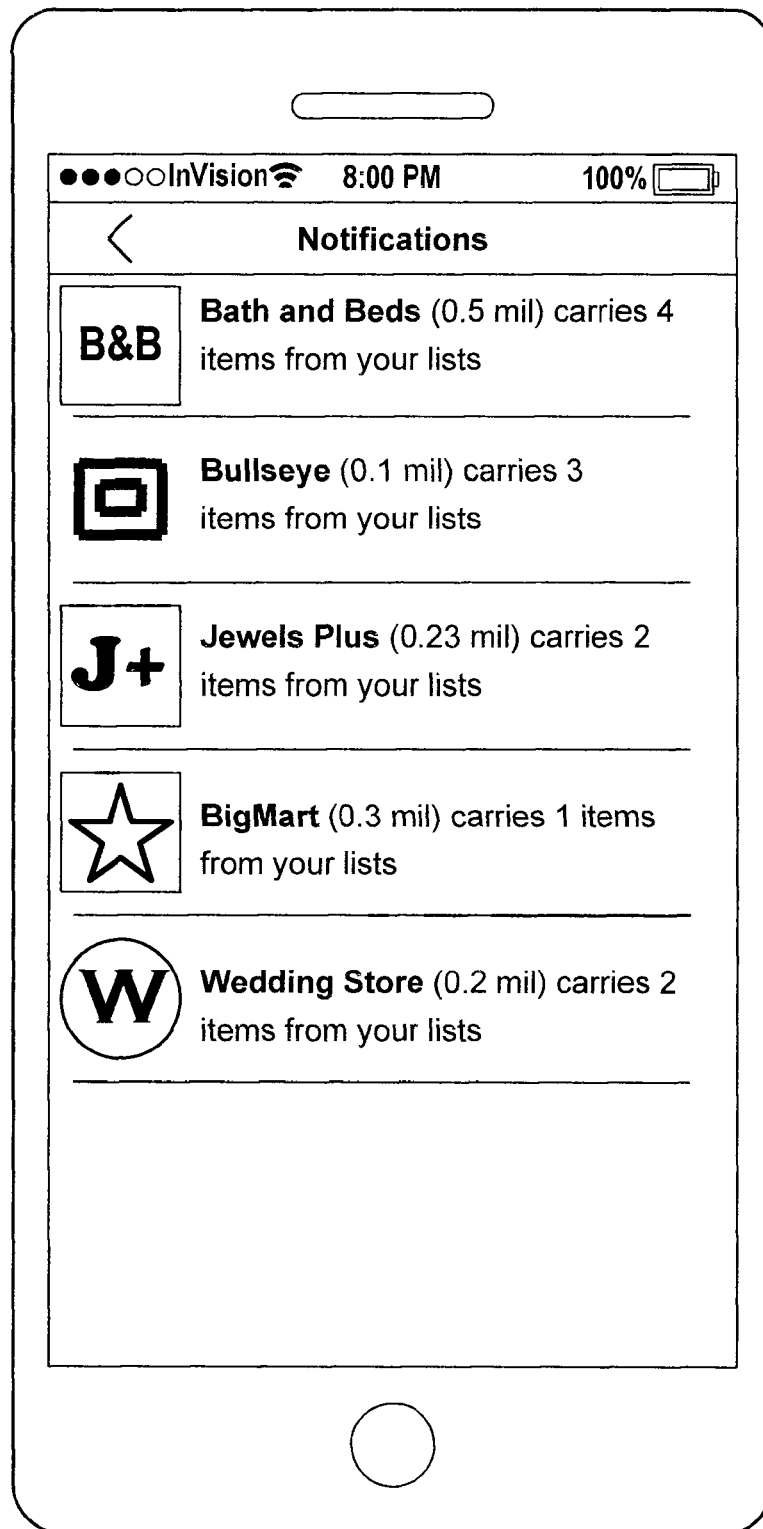 InVision 8:00 PM 100%
Notifications
B&B
Bath and Beds (0.5 mil) carries 4
items from your lists
Bullseye (0.1 mil) carries 3
items from your lists
J+
Jewels Plus (0.23 mil) carries 2
items from your lists
BigMart (0.3 mil) carries 1 items
from your lists
W
Wedding Store (0.2 mil) carries 2
items from your lists